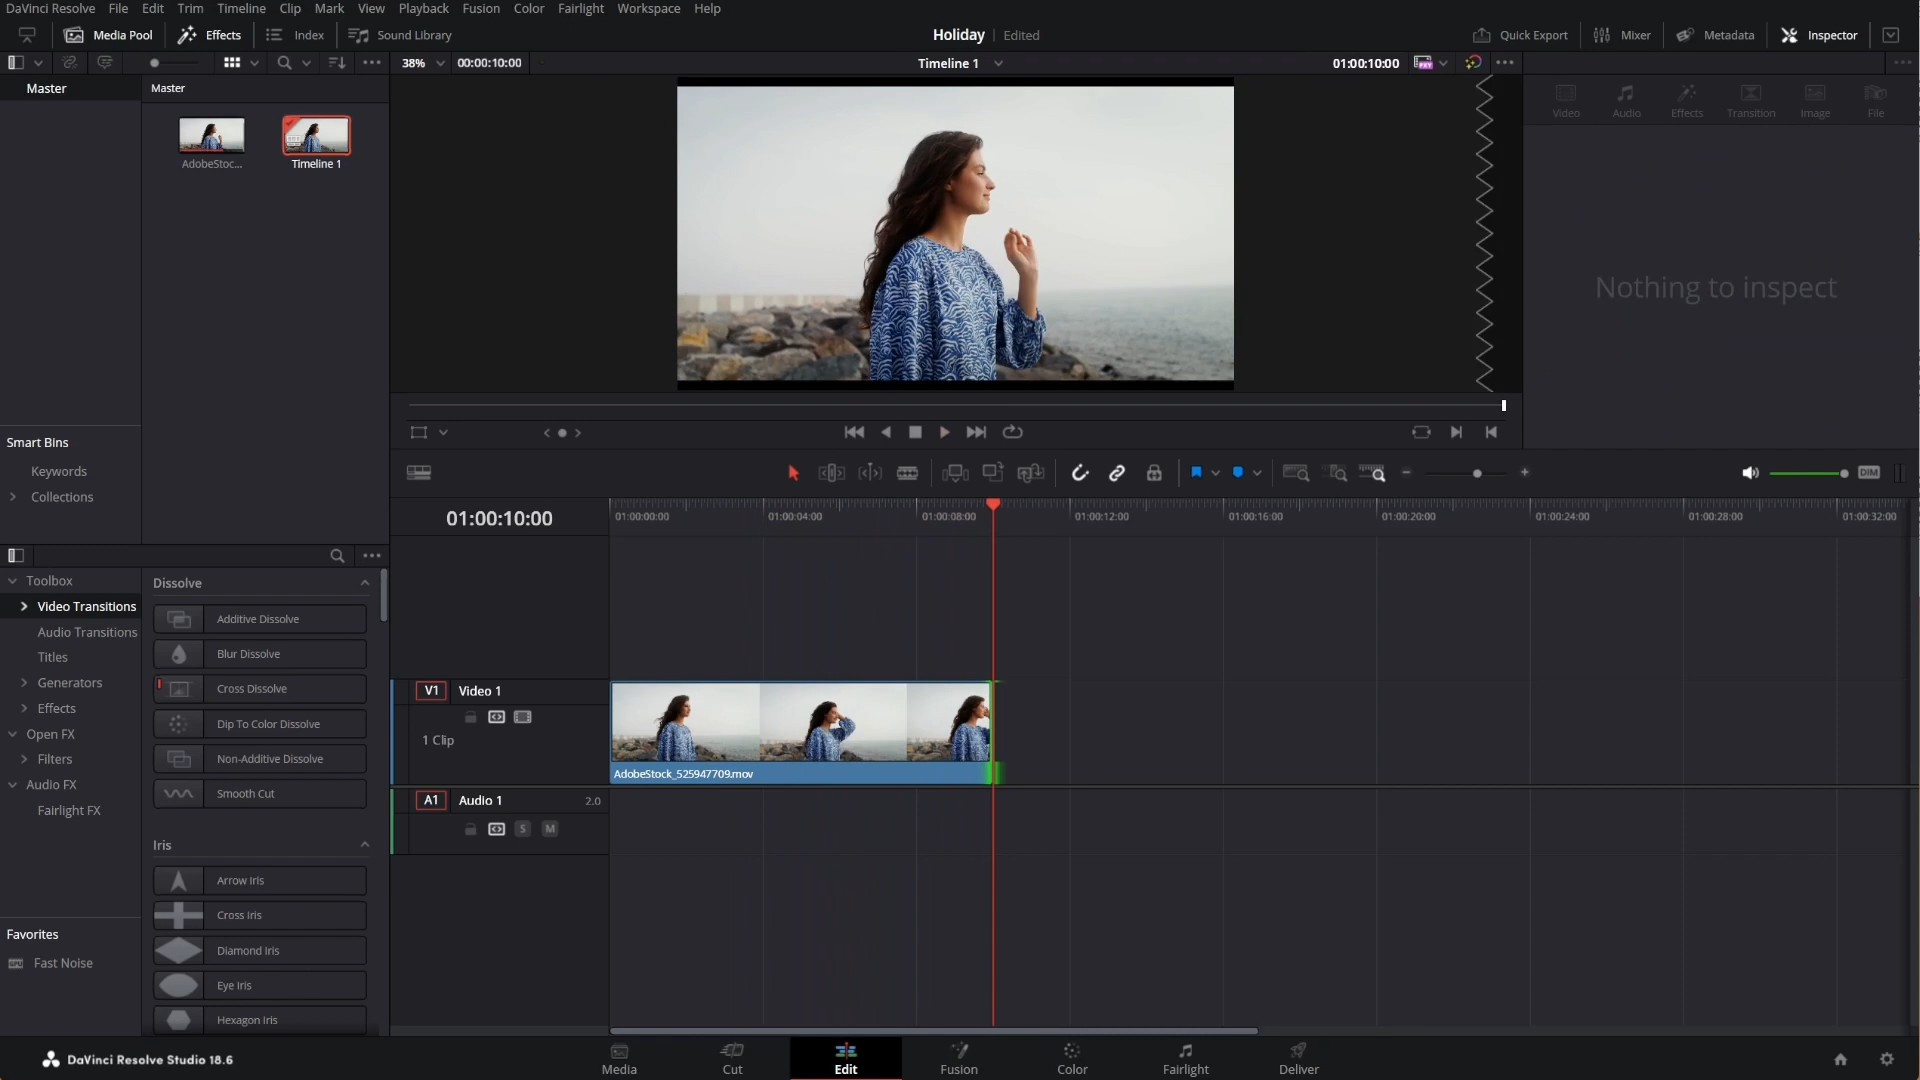 DaVinci Resolve File Edit Trim Timeline Clip Mark View Playback Fusion Color Fairlight Workspace Help
Media Pool Effects Index Sound Library Holiday Edited Quick Export Mixer Metadata Inspector
38% 00:00:10:00 Timeline 1 01:00:10:00
Master Master
Video Audio Effects Transition Image File
AdobeStoc... Timeline 1
Nothing to inspect
Smart Bins
Keywords
Collections
DIM
01:00:10:00 01:00:00:00 01:00:04:00 01:00:08:00 01:00:12:00 01:00:16:00 01:00:20:00 01:00:24:00 01:00:28:00 01:00:32:00
Toolbox
Video Transitions
Audio Transitions
Titles
Generators
Effects
Open FX
Filters
Audio FX
Fairlight FX
Favorites
Fast Noise
Dissolve
Additive Dissolve
Blur Dissolve
Cross Dissolve
Dip To Color Dissolve
Non-Additive Dissolve
Smooth Cut
Iris
Arrow Iris
Cross Iris
Diamond Iris
Eye Iris
Hexagon Iris
V1 Video 1
1 Clip
AdobeStock_525947709.mov
A1 Audio 1 2.0
S M
DaVinci Resolve Studio 18.6
Media Cut Edit Fusion Color Fairlight Deliver